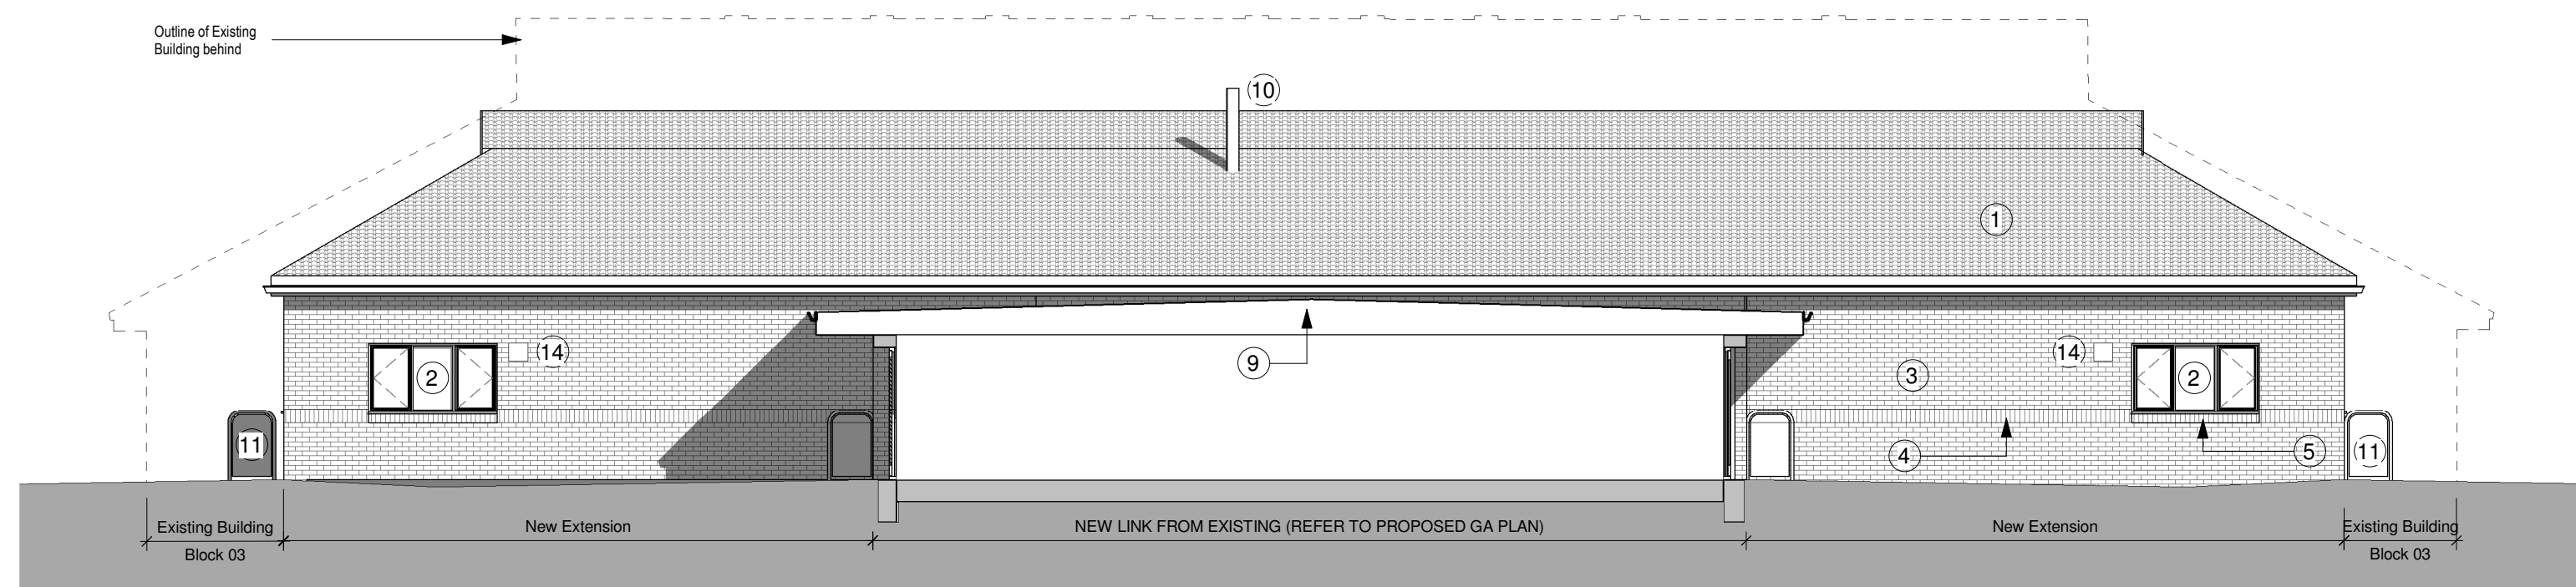 Outline of Existing
Building behind
10
1
14
2
9
3
14
2
11
4
5
11
Existing Building
Block 03
New Extension
NEW LINK FROM EXISTING (REFER TO PROPOSED GA PLAN)
New Extension
Existing Building
Block 03